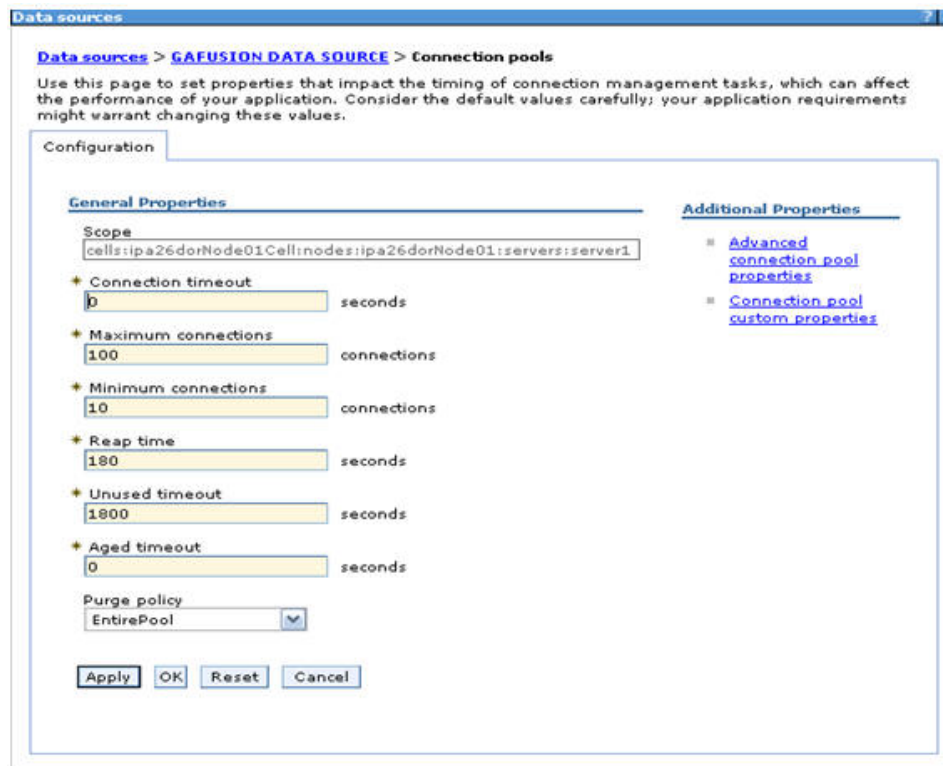 Data sources
?
Data sources > GAFUSION DATA SOURCE > Connection pools
Use this page to set properties that impact the timing of connection management tasks, which can affect
the performance of your application. Consider the default values carefully; your application requirements
might warrant changing these values.
Configuration
General Properties
Scope
cells:ipa26dorNode01Cell:nodes:ipa26dorNode01:servers:server1
* Connection timeout
0 seconds
* Maximum connections
100 connections
* Minimum connections
10 connections
* Reap time
180 seconds
* Unused timeout
1800 seconds
* Aged timeout
0 seconds
Purge policy
EntirePool
Apply OK Reset Cancel
Additional Properties
Advanced
connection pool
properties
Connection pool
custom properties